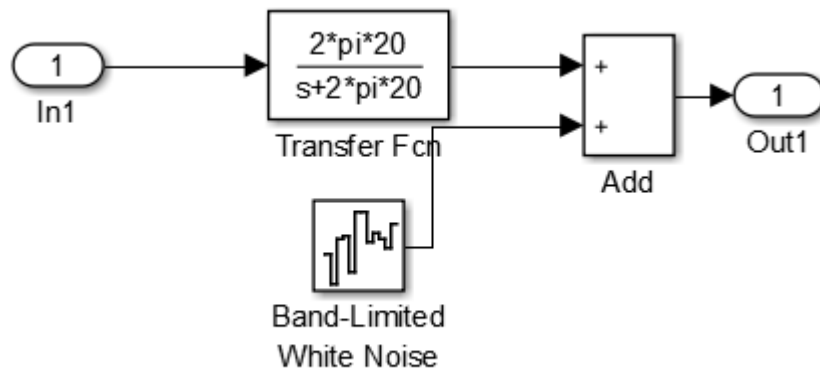 1
In1
2*pi*20
s+2*pi*20
Transfer Fcn
+
+
Add
1
Out1
Band-Limited
White Noise